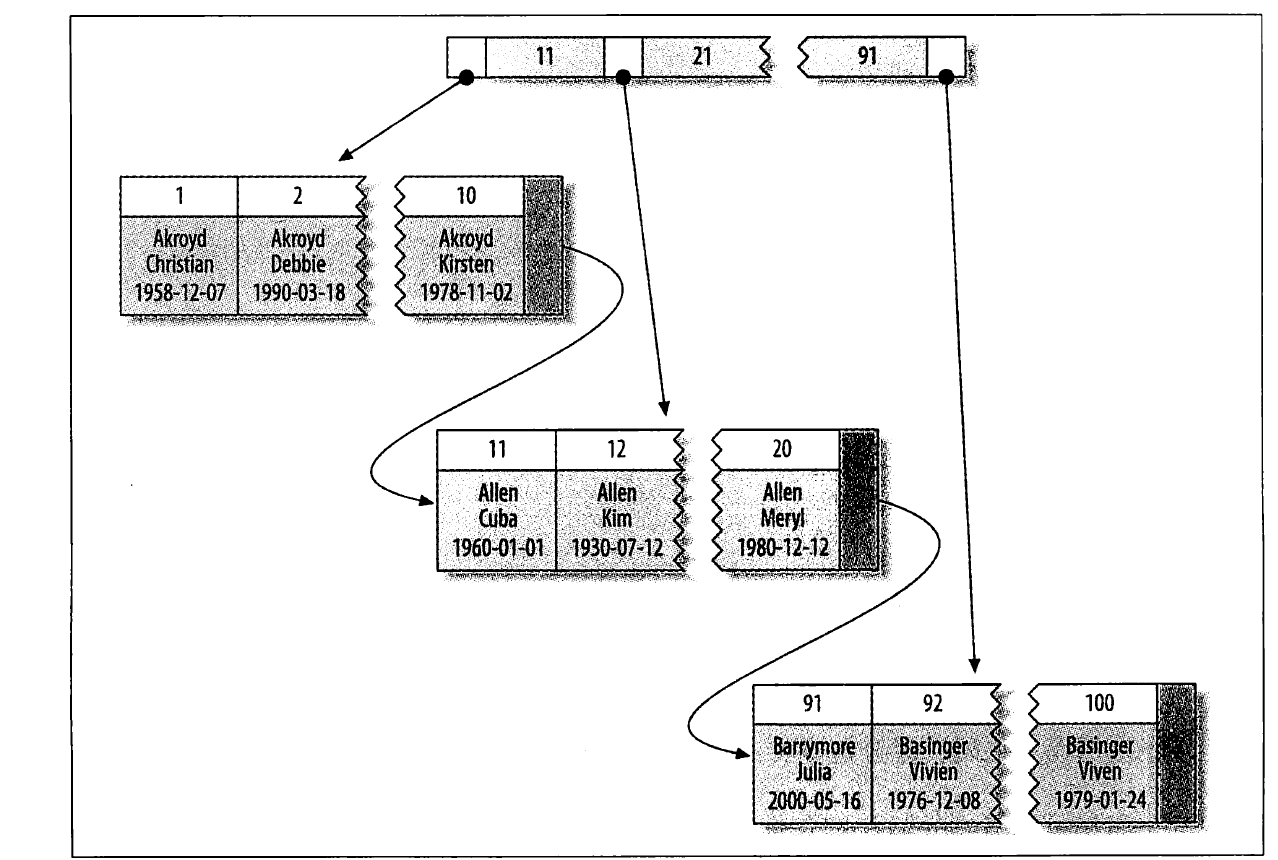 11 21 91
1 2 10
Akroyd Akroyd Akroyd
Christian Debbie Kirsten
1958-12-07 1990-03-18 1978-11-02
11 12 20
Allen Allen Allen
Cuba Kim Meryl
1960-01-01 1930-07-12 1980-12-12
91 92 100
Barrymore Basinger Basinger
Julia Vivien Viven
2000-05-16 1976-12-08 1979-01-24